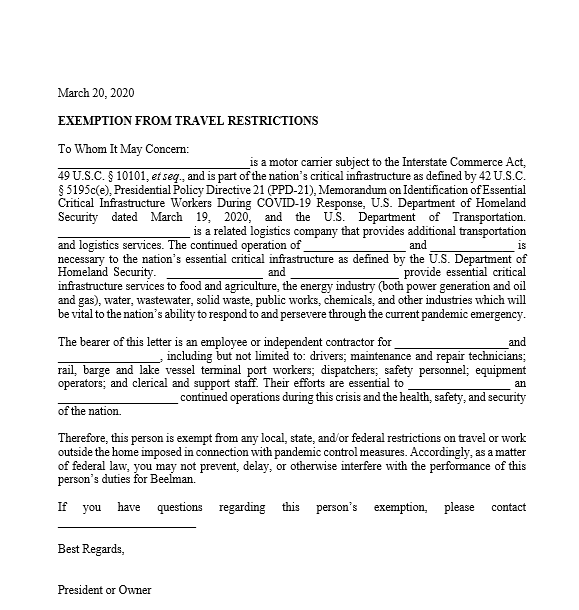 March 20, 2020
EXEMPTION FROM TRAVEL RESTRICTIONS
To Whom It May Concern:
________________________________is a motor carrier subject to the Interstate Commerce Act,
49 U.S.C. § 10101, et seq., and is part of the nation's critical infrastructure as defined by 42 U.S.C.
§ 5195c(e), Presidential Policy Directive 21 (PPD-21), Memorandum on Identification of Essential
Critical Infrastructure Workers During COVID-19 Response, U.S. Department of Homeland
Security dated March 19, 2020, and the U.S. Department of Transportation.
______________________ is a related logistics company that provides additional transportation
and logistics services. The continued operation of _________________ and ______________ is
necessary to the nation's essential critical infrastructure as defined by the U.S. Department of
Homeland Security. ________________ and __________________ provide essential critical
infrastructure services to food and agriculture, the energy industry (both power generation and oil
and gas), water, wastewater, solid waste, public works, chemicals, and other industries which will
be vital to the nation's ability to respond to and persevere through the current pandemic emergency.
The bearer of this letter is an employee or independent contractor for ___________________and
_________________, including but not limited to: drivers; maintenance and repair technicians;
rail, barge and lake vessel terminal port workers; dispatchers; safety personnel; equipment
operators; and clerical and support staff. Their efforts are essential to _________________ an
____________________ continued operations during this crisis and the health, safety, and security
of the nation.
Therefore, this person is exempt from any local, state, and/or federal restrictions on travel or work
outside the home imposed in connection with pandemic control measures. Accordingly, as a matter
of federal law, you may not prevent, delay, or otherwise interfere with the performance of this
person's duties for Beelman.
If you have questions regarding this person's exemption, please contact
_______________________
Best Regards,
President or Owner